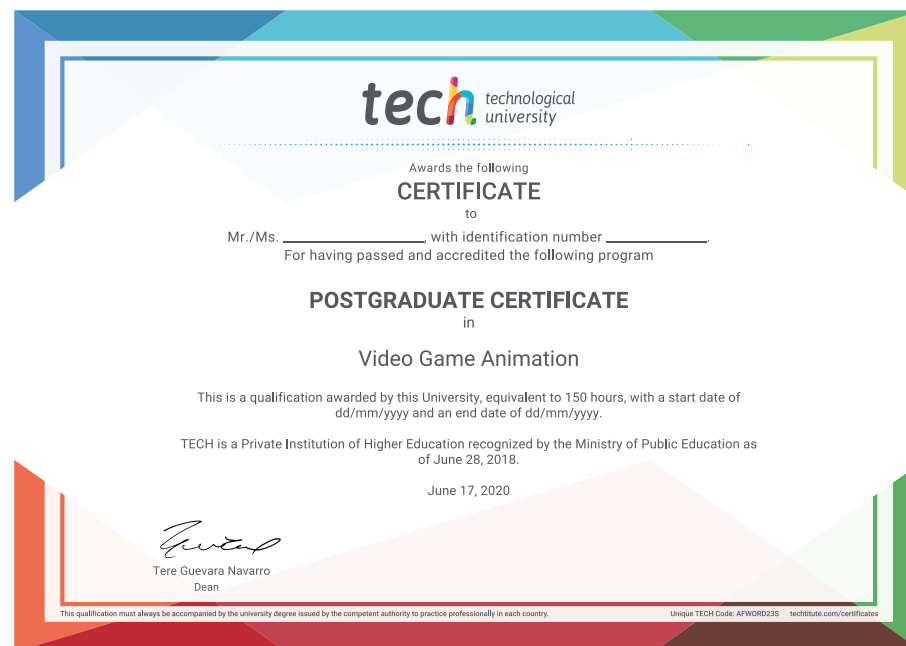 tech technological
university
Awards the following
CERTIFICATE
to
Mr./Ms. ____________________, with identification number ______________.
For having passed and accredited the following program
POSTGRADUATE CERTIFICATE
in
Video Game Animation
This is a qualification awarded by this University, equivalent to 150 hours, with a start date of
dd/mm/yyyy and an end date of dd/mm/yyyy.
TECH is a Private Institution of Higher Education recognized by the Ministry of Public Education as
of June 28, 2018.
June 17, 2020
Tere Guevara Navarro
Dean
This qualification must always be accompanied by the university degree issued by the competent authority to practice professionally in each country. Unique TECH Code: AFWORD23S techtitute.com/certificates